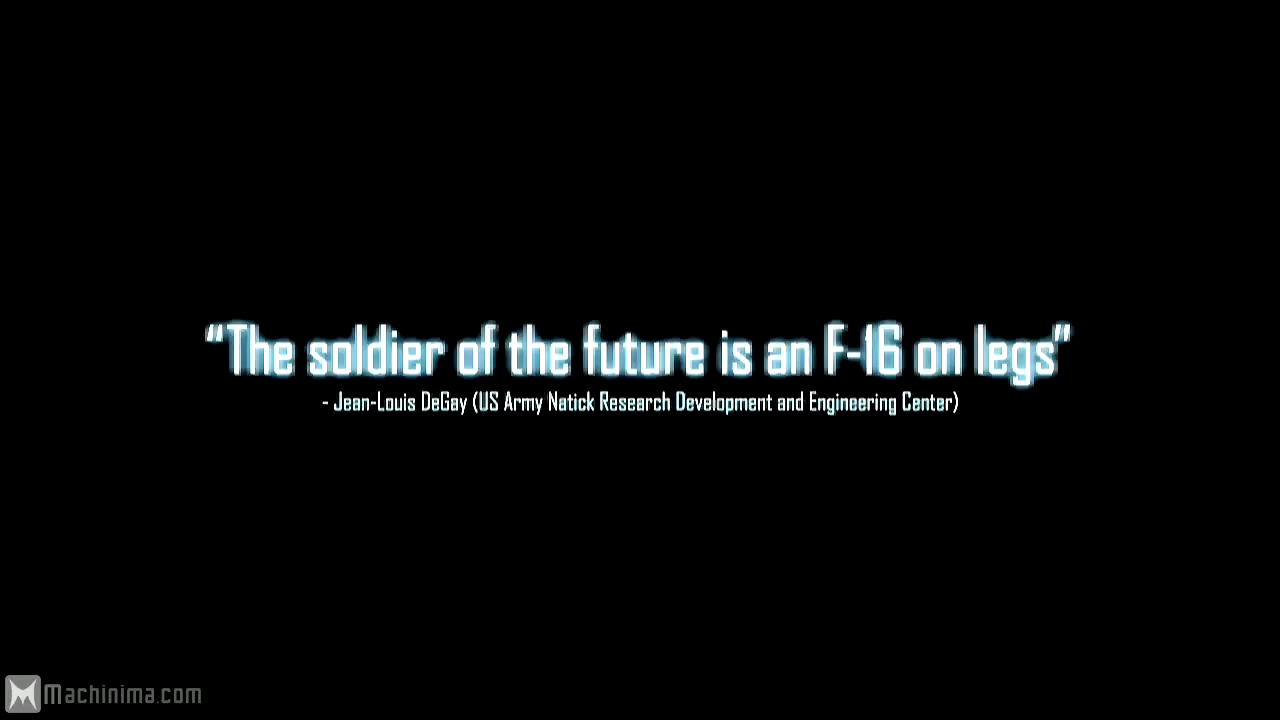 “The soldier of the future is an F-16 on legs”
- Jean-Louis DeGay (US Army Natick Research Development and Engineering Center)
Machinima.com